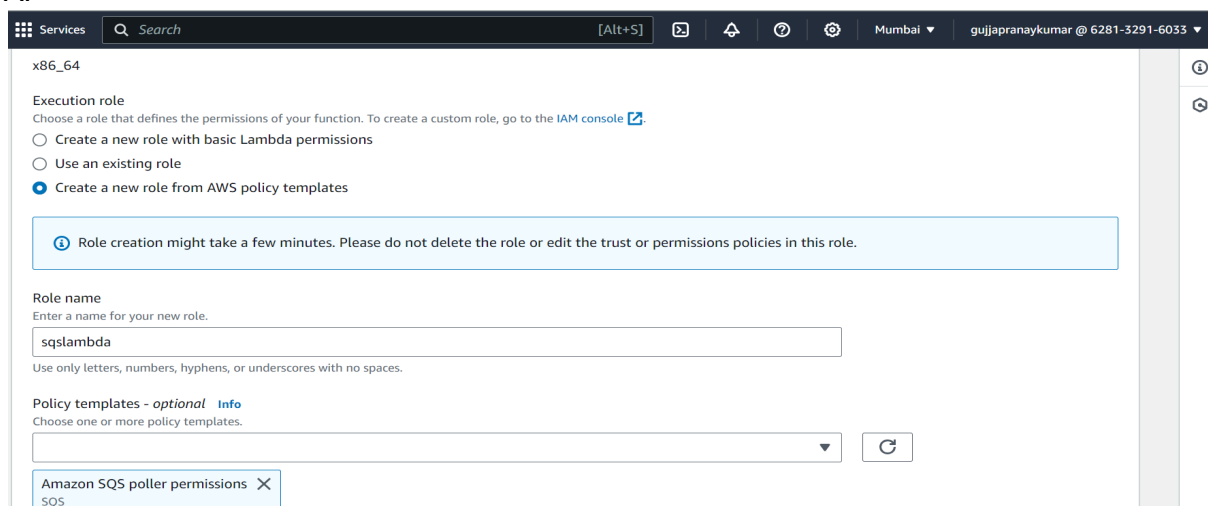 Services Search [Alt+S] Mumbai gujjapranaykumar @ 6281-3291-6033
x86_64
Execution role
Choose a role that defines the permissions of your function. To create a custom role, go to the IAM console.
Create a new role with basic Lambda permissions
Use an existing role
Create a new role from AWS policy templates
Role creation might take a few minutes. Please do not delete the role or edit the trust or permissions policies in this role.
Role name
Enter a name for your new role.
sqslambda
Use only letters, numbers, hyphens, or underscores with no spaces.
Policy templates - optional Info
Choose one or more policy templates.
Amazon SQS poller permissions
SQS